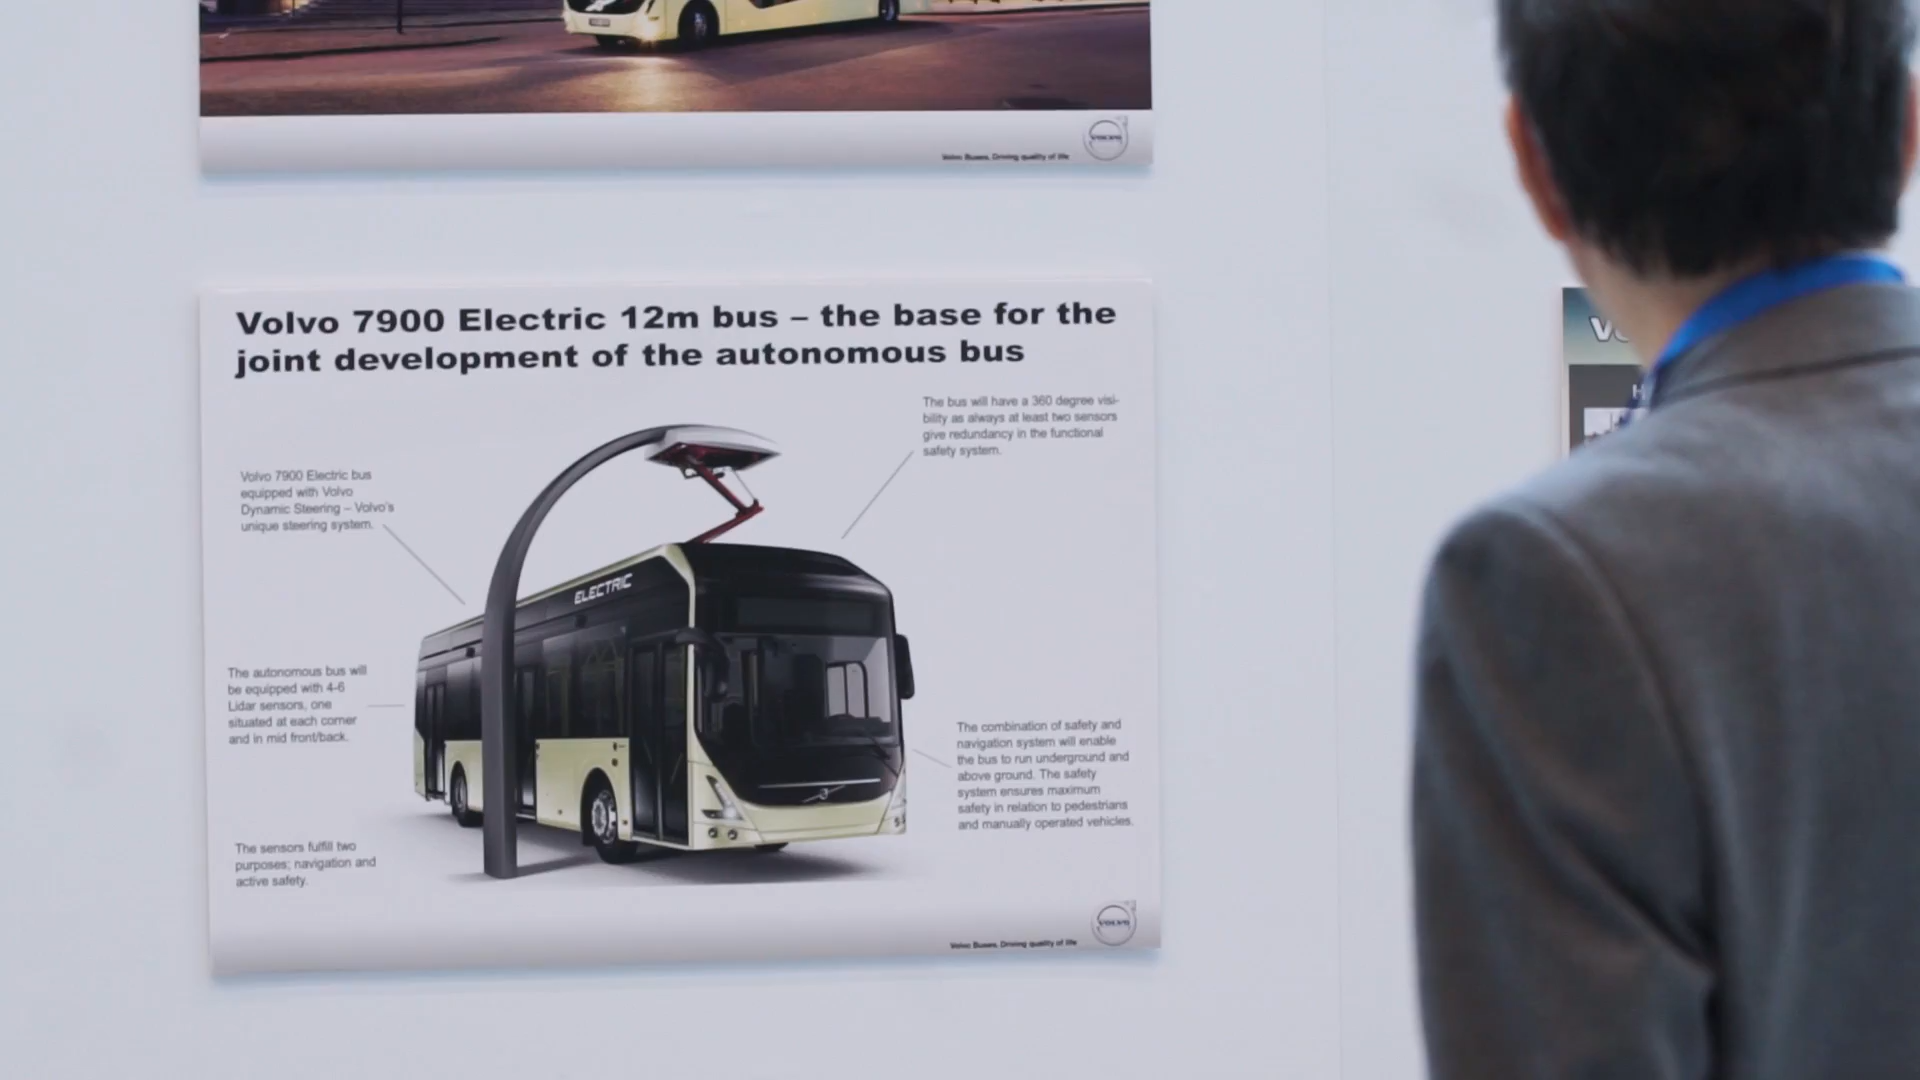 Volvo Buses. Driving quality of life
VOLVO
Volvo 7900 Electric 12m bus – the base for the
joint development of the autonomous bus
The bus will have a 360 degree visi-
bility as always at least two sensors
give redundancy in the functional
safety system.
Volvo 7900 Electric bus
equipped with Volvo
Dynamic Steering – Volvo's
unique steering system.
ELECTRIC
The autonomous bus will
be equipped with 4-6
Lidar sensors, one
situated at each corner
and in mid front/back.
The combination of safety and
navigation system will enable
the bus to run underground and
above ground. The safety
system ensures maximum
safety in relation to pedestrians
and manually operated vehicles.
The sensors fulfill two
purposes; navigation and
active safety.
Volvo Buses. Driving quality of life
VOLVO